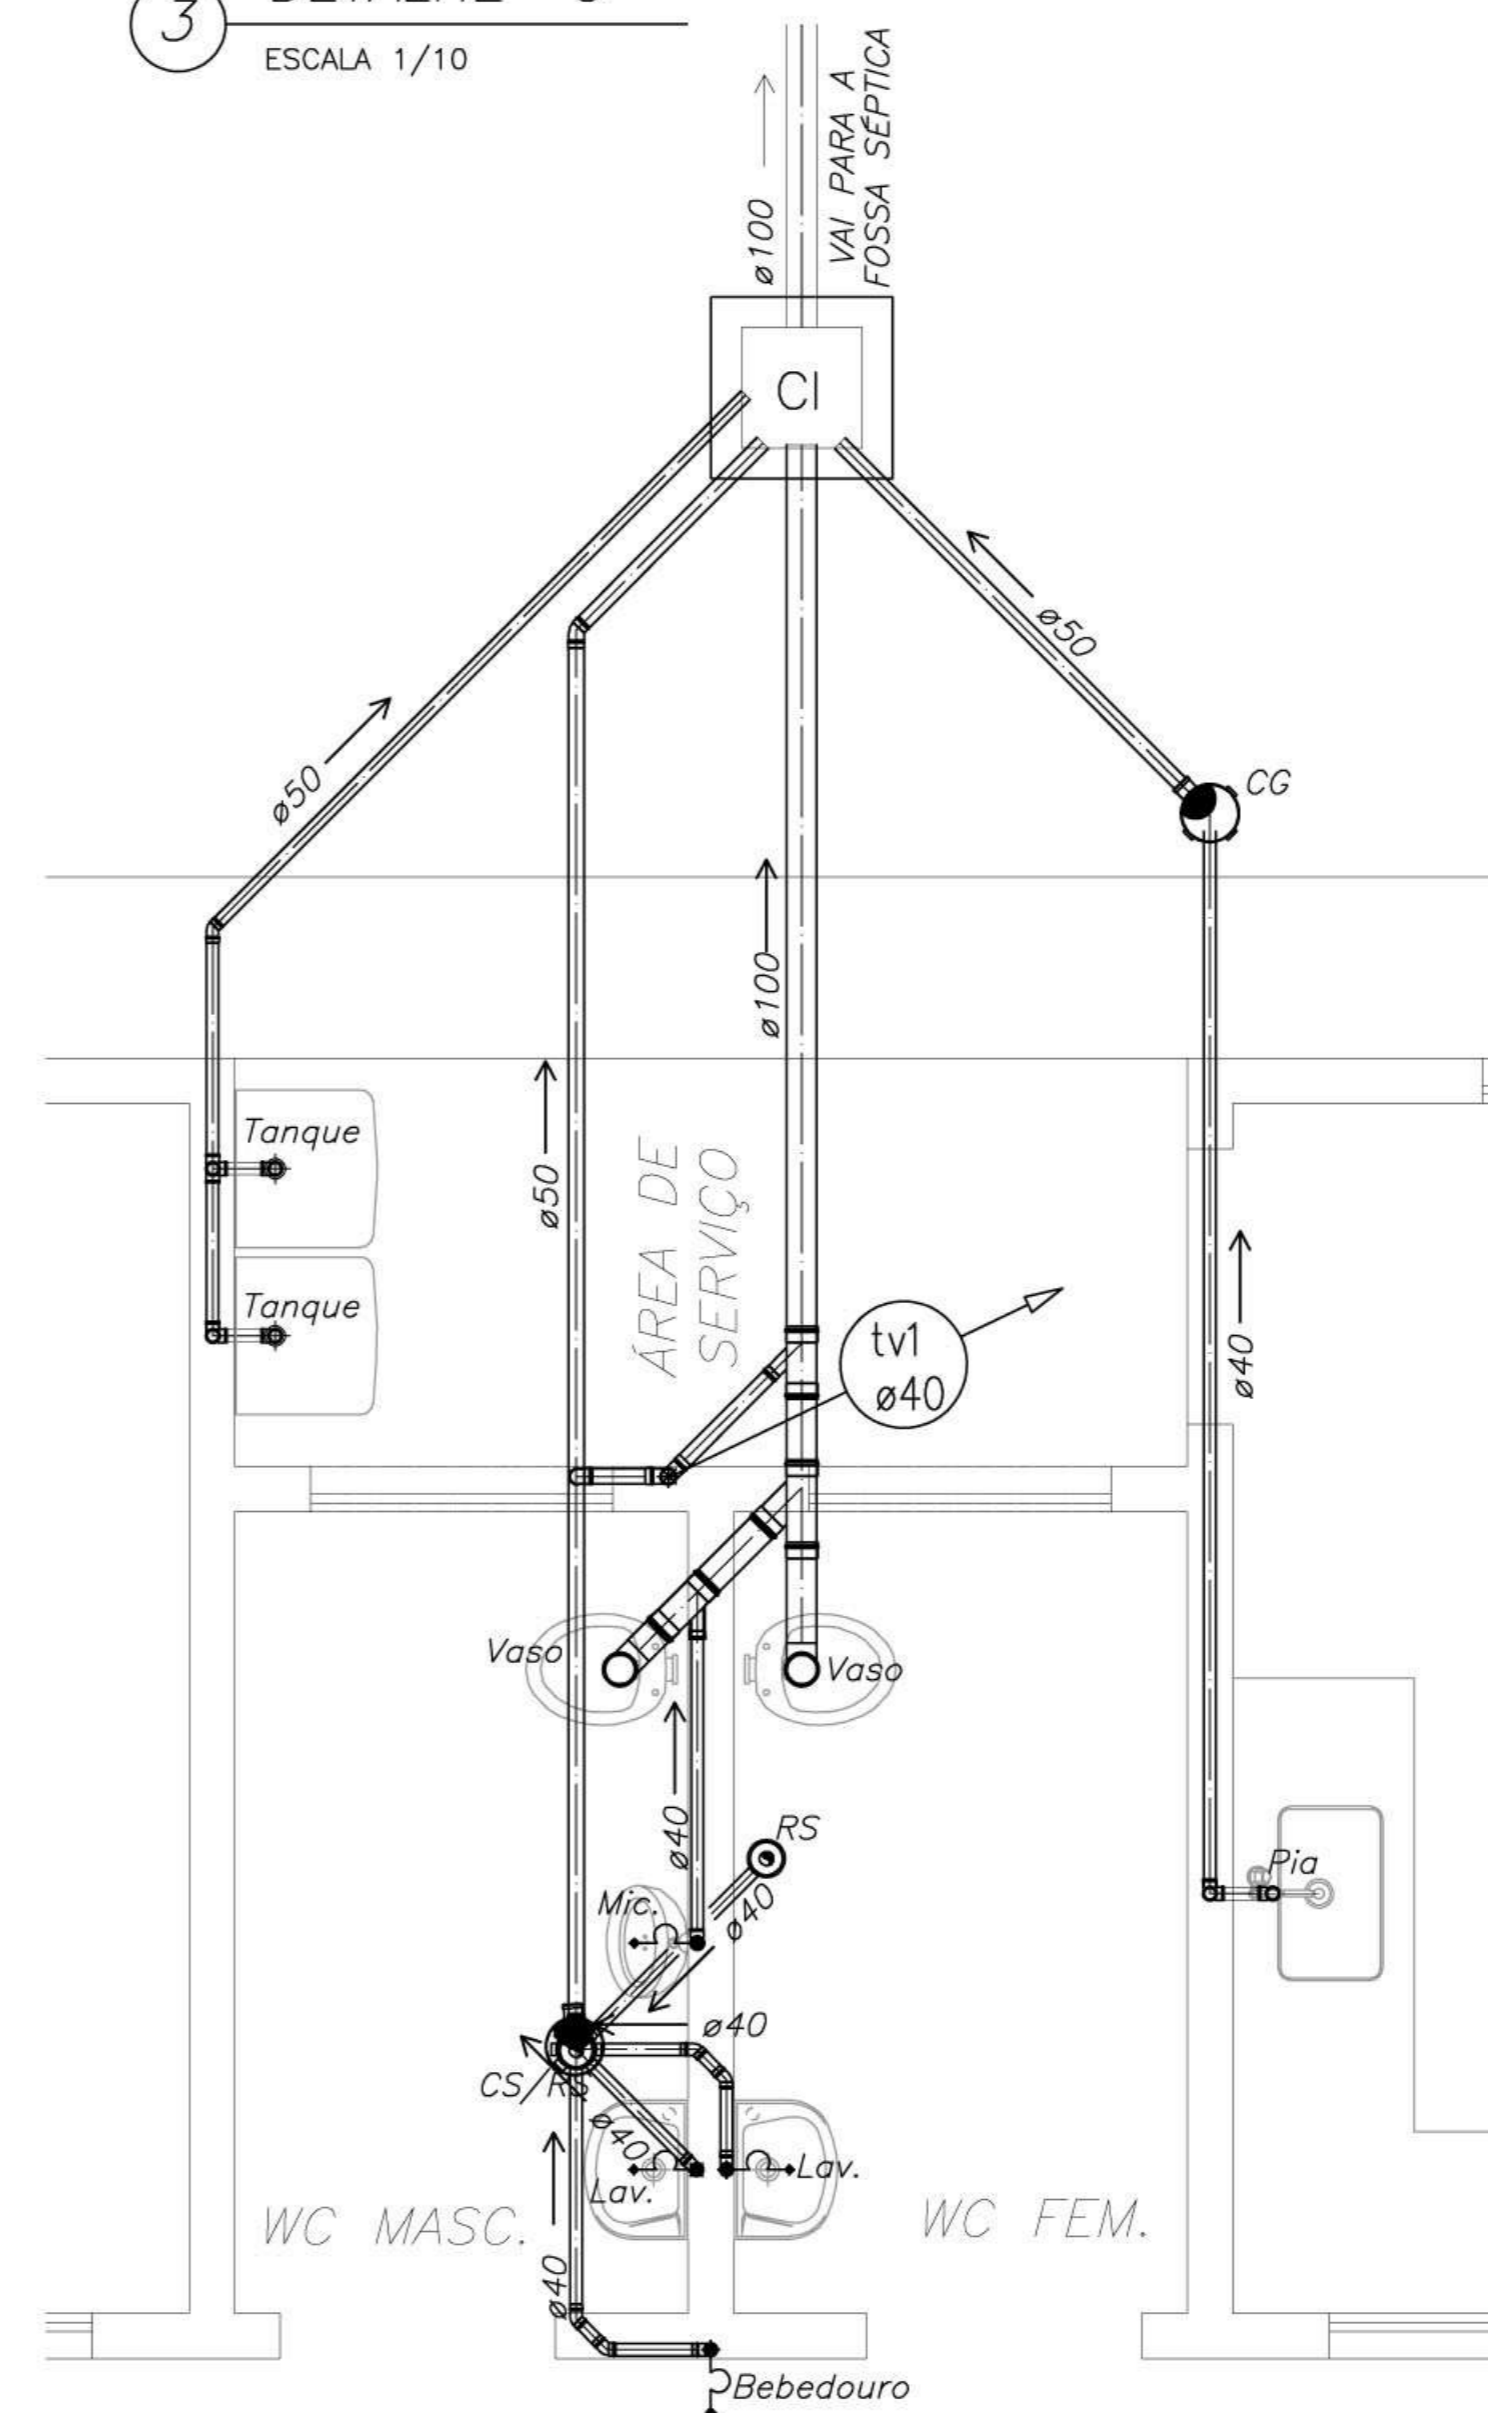 3
ESCALA 1/10
ø100
VAI PARA A
FOSSA SÉPTICA
CI
ø50
CG
ø50
ø100
Tanque
ø50
ÁREA DE
SERVIÇO
Tanque
tv1
ø40
ø40
Vaso
Vaso
ø40
RS
Pia
Mic.
ø40
ø40
CS/RS
ø40
Lav.
Lav.
WC MASC.
WC FEM.
ø40
Bebedouro